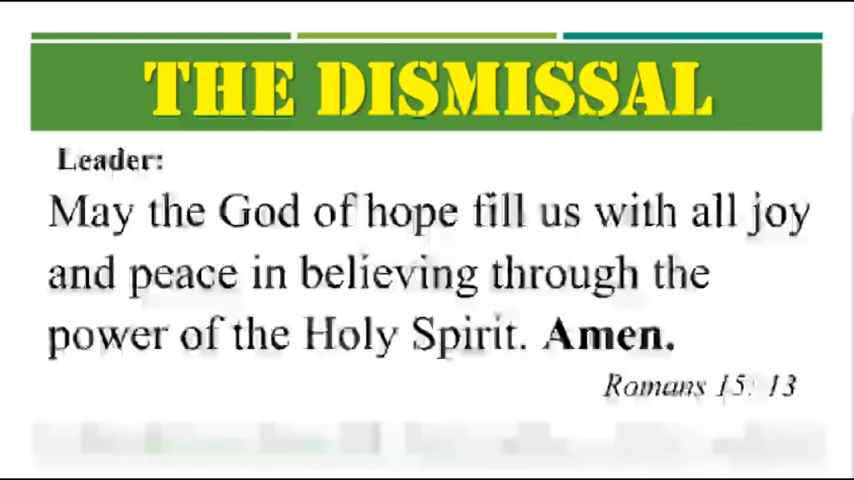 THE DISMISSAL
Leader:
May the God of hope fill us with all joy
and peace in believing through the
power of the Holy Spirit. Amen.
Romans 15: 13